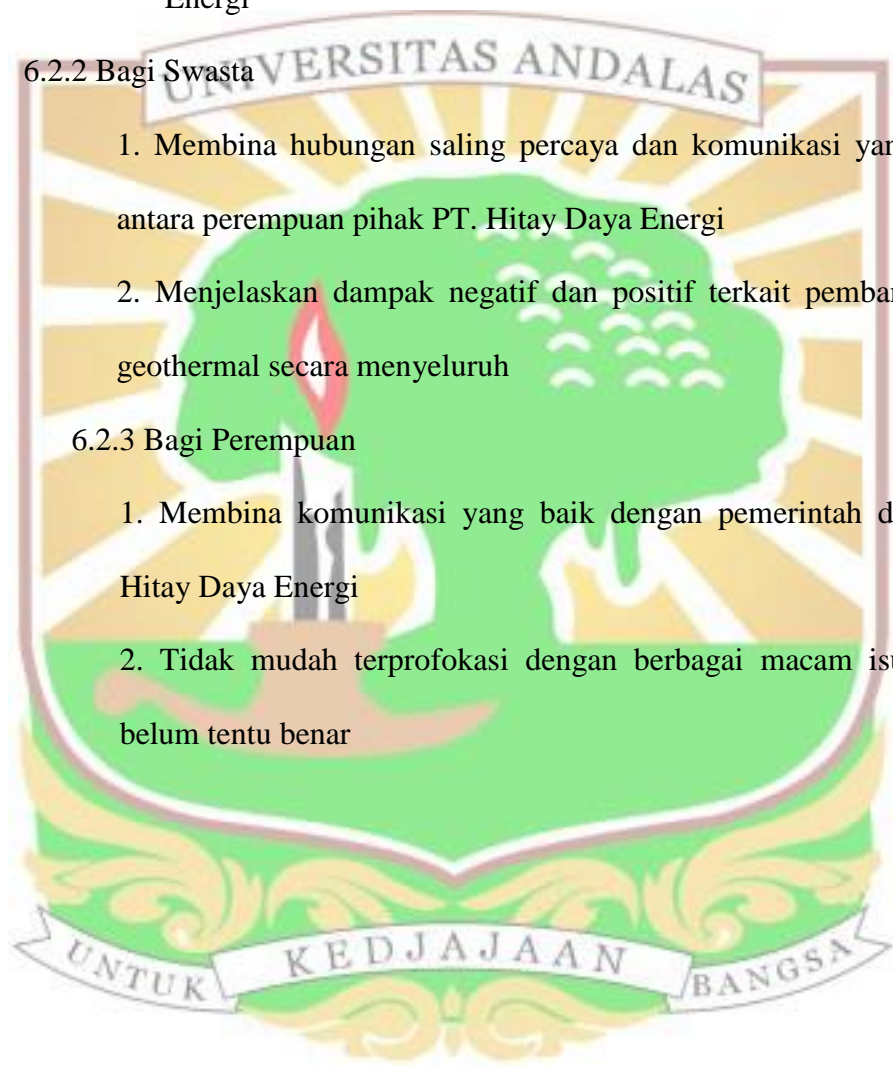 Energi
UNIVERSITAS ANDALAS
6.2.2 Bagi Swasta
1. Membina hubungan saling percaya dan komunikasi
antara perempuan pihak PT. Hitay Daya Energi
2. Menjelaskan dampak negatif dan positif terkait
geothermal secara menyeluruh
6.2.3 Bagi Perempuan
1. Membina komunikasi yang baik dengan pemerintah
Hitay Daya Energi
2. Tidak mudah terprofokasi dengan berbagai macam
belum tentu benar
UNTUK KEDJAJAAN BANGSA